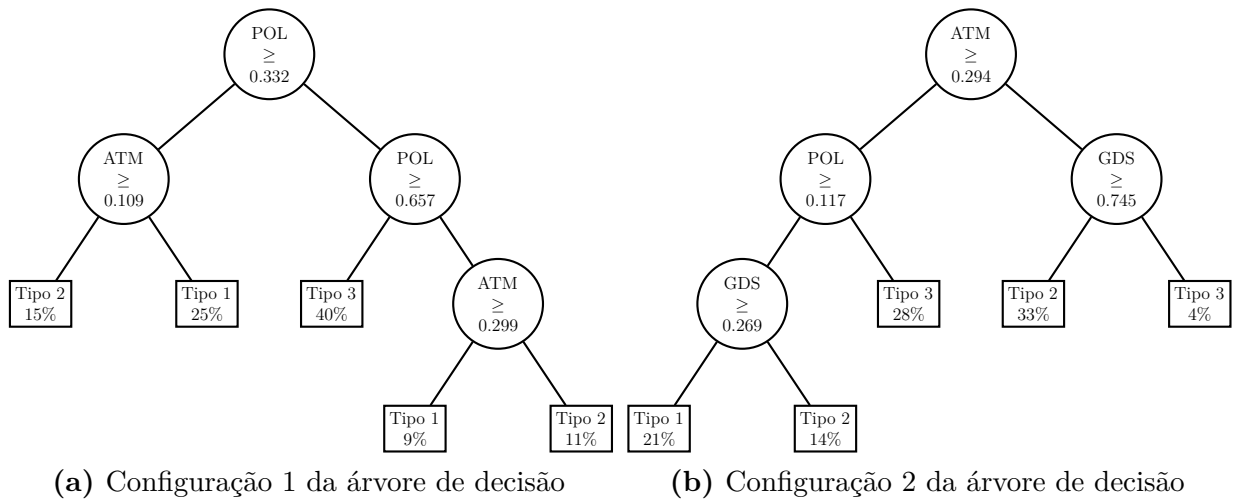 POL
≥
0.332
ATM
≥
0.109
POL
≥
0.657
Tipo 2
15%
Tipo 1
25%
Tipo 3
40%
ATM
≥
0.299
Tipo 1
9%
Tipo 2
11%
(a) Configuração 1 da árvore de decisão
ATM
≥
0.294
POL
≥
0.117
GDS
≥
0.745
GDS
≥
0.269
Tipo 3
28%
Tipo 2
33%
Tipo 3
4%
Tipo 1
21%
Tipo 2
14%
(b) Configuração 2 da árvore de decisão